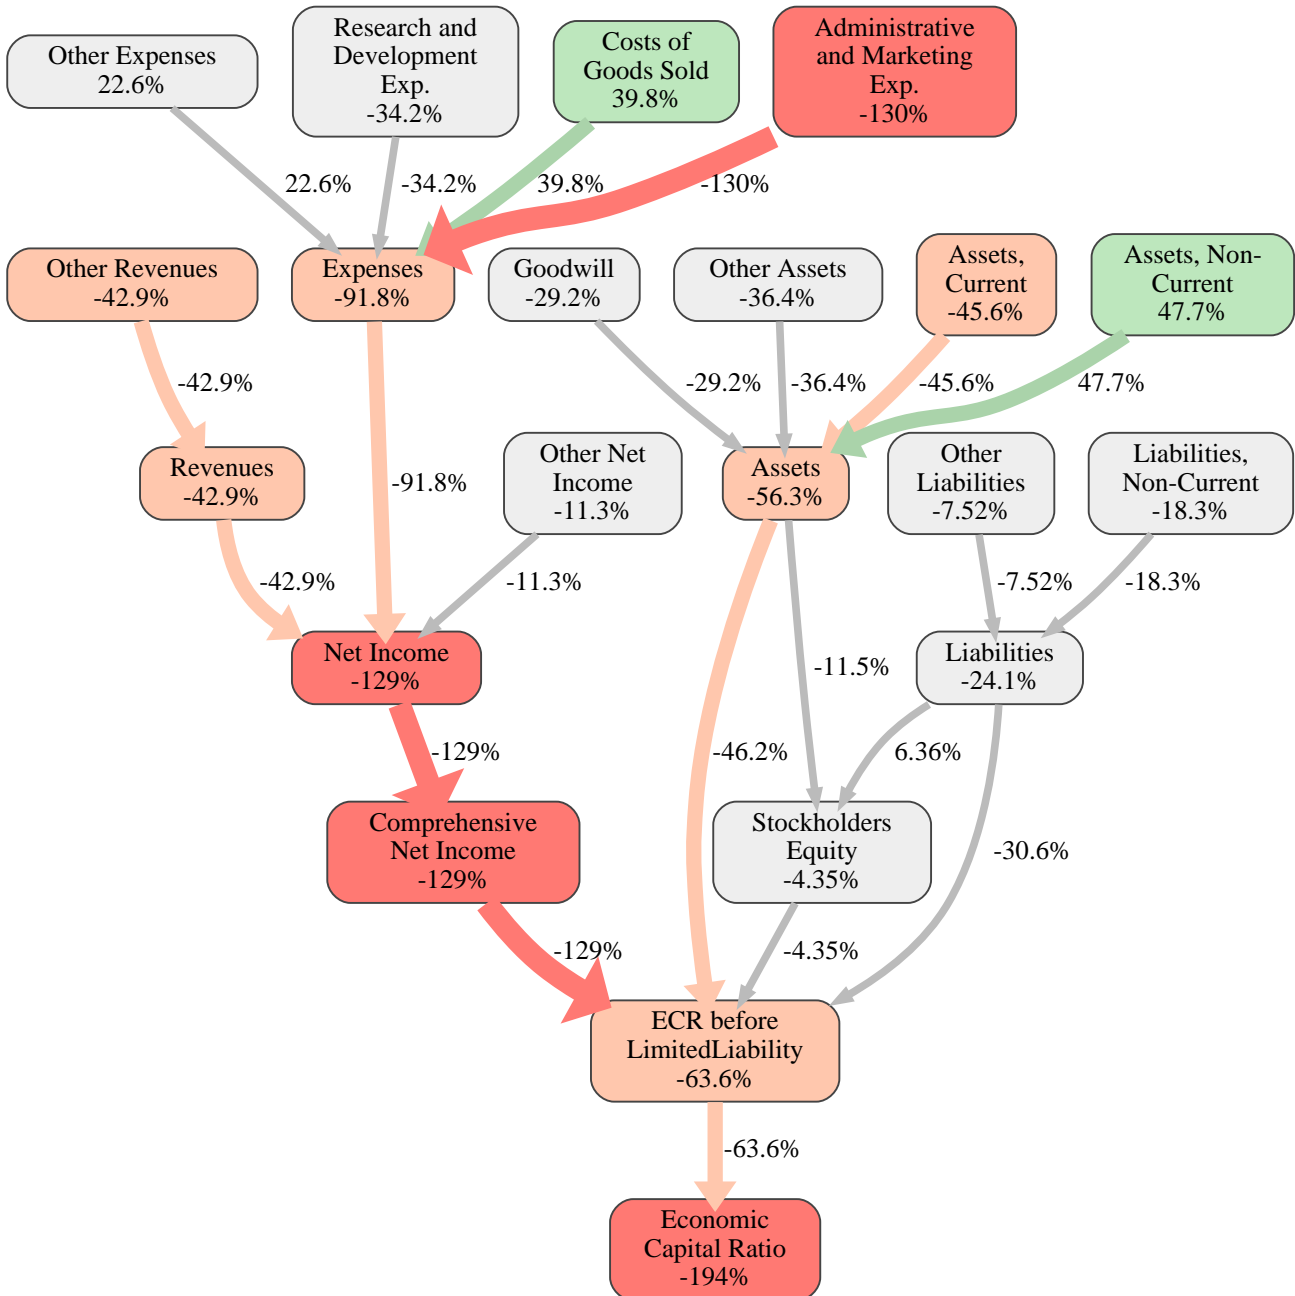 Other Expenses
22.6%
Research and
Development
Exp.
-34.2%
Costs of
Goods Sold
39.8%
Administrative
and Marketing
Exp.
-130%
22.6%
-34.2%
39.8%
-130%
Other Revenues
-42.9%
Expenses
-91.8%
Goodwill
-29.2%
Other Assets
-36.4%
Assets,
Current
-45.6%
Assets, Non-
Current
47.7%
-42.9%
-29.2%
-36.4%
-45.6%
47.7%
Revenues
-42.9%
-91.8%
Other Net
Income
-11.3%
Assets
-56.3%
Other
Liabilities
-7.52%
Liabilities,
Non-Current
-18.3%
-42.9%
-11.3%
-7.52%
-18.3%
Net Income
-129%
-11.5%
Liabilities
-24.1%
-129%
-46.2%
6.36%
Comprehensive
Net Income
-129%
Stockholders
Equity
-4.35%
-30.6%
-129%
-4.35%
ECR before
LimitedLiability
-63.6%
-63.6%
Economic
Capital Ratio
-194%